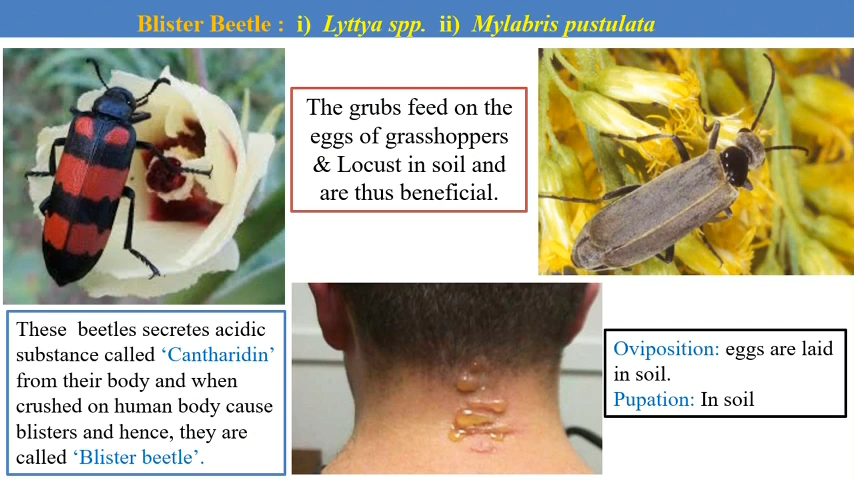 Blister Beetle : i) Lyttya spp. ii) Mylabris pustulata
The grubs feed on the
eggs of grasshoppers
& Locust in soil and
are thus beneficial.
These beetles secretes acidic
substance called ‘Cantharidin’
from their body and when
crushed on human body cause
blisters and hence, they are
called ‘Blister beetle’.
Oviposition: eggs are laid
in soil.
Pupation: In soil